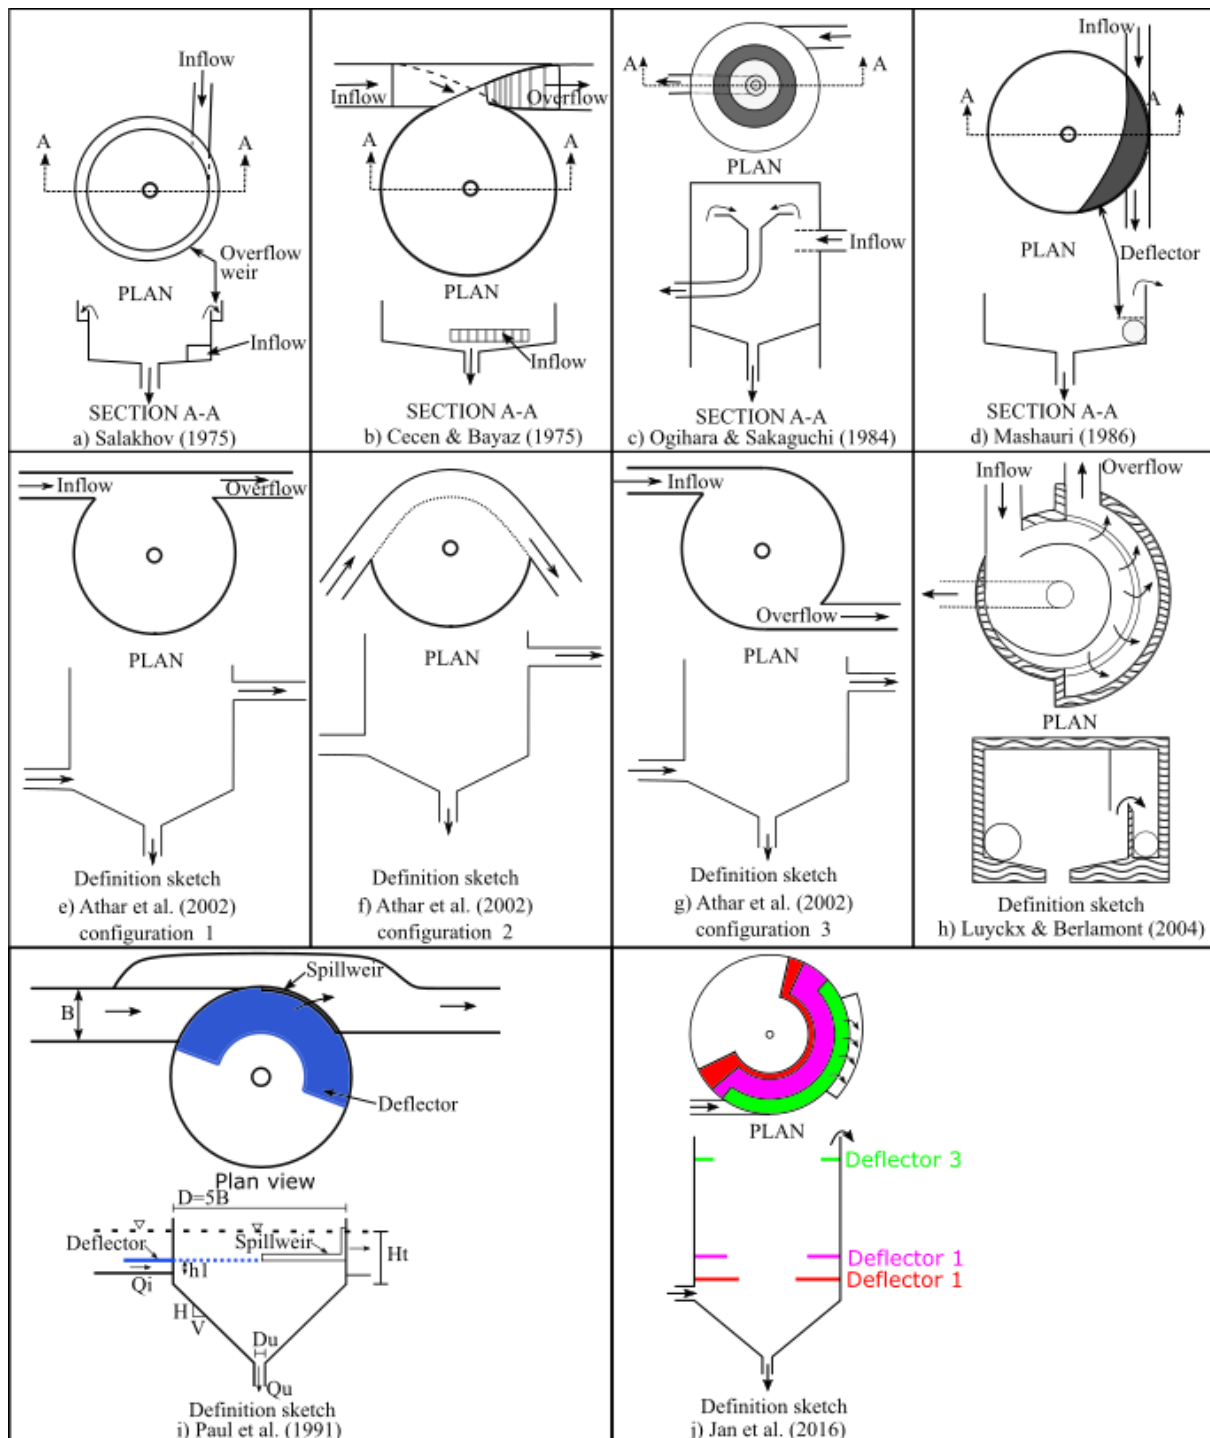 Inflow
A
A
Overflow
weir
PLAN
Inflow
SECTION A-A
a) Salakhov (1975)
Inflow
Overflow
A
A
PLAN
Inflow
SECTION A-A
b) Cecen & Bayaz (1975)
A
A
PLAN
Inflow
SECTION A-A
c) Ogihara & Sakaguchi (1984)
Inflow
A
A
PLAN
Deflector
SECTION A-A
d) Mashauri (1986)
Inflow
Overflow
PLAN
Definition sketch
e) Athar et al. (2002)
configuration 1
PLAN
Definition sketch
f) Athar et al. (2002)
configuration 2
Inflow
Overflow
PLAN
Definition sketch
g) Athar et al. (2002)
configuration 3
Inflow
Overflow
PLAN
Definition sketch
h) Luyckx & Berlamont (2004)
Spillweir
B
Deflector
Plan view
D=5B
Deflector
Spillweir
Ht
h1
Qi
H
V
Du
Qu
Definition sketch
i) Paul et al. (1991)
PLAN
Deflector 3
Deflector 1
Deflector 1
Definition sketch
j) Jan et al. (2016)